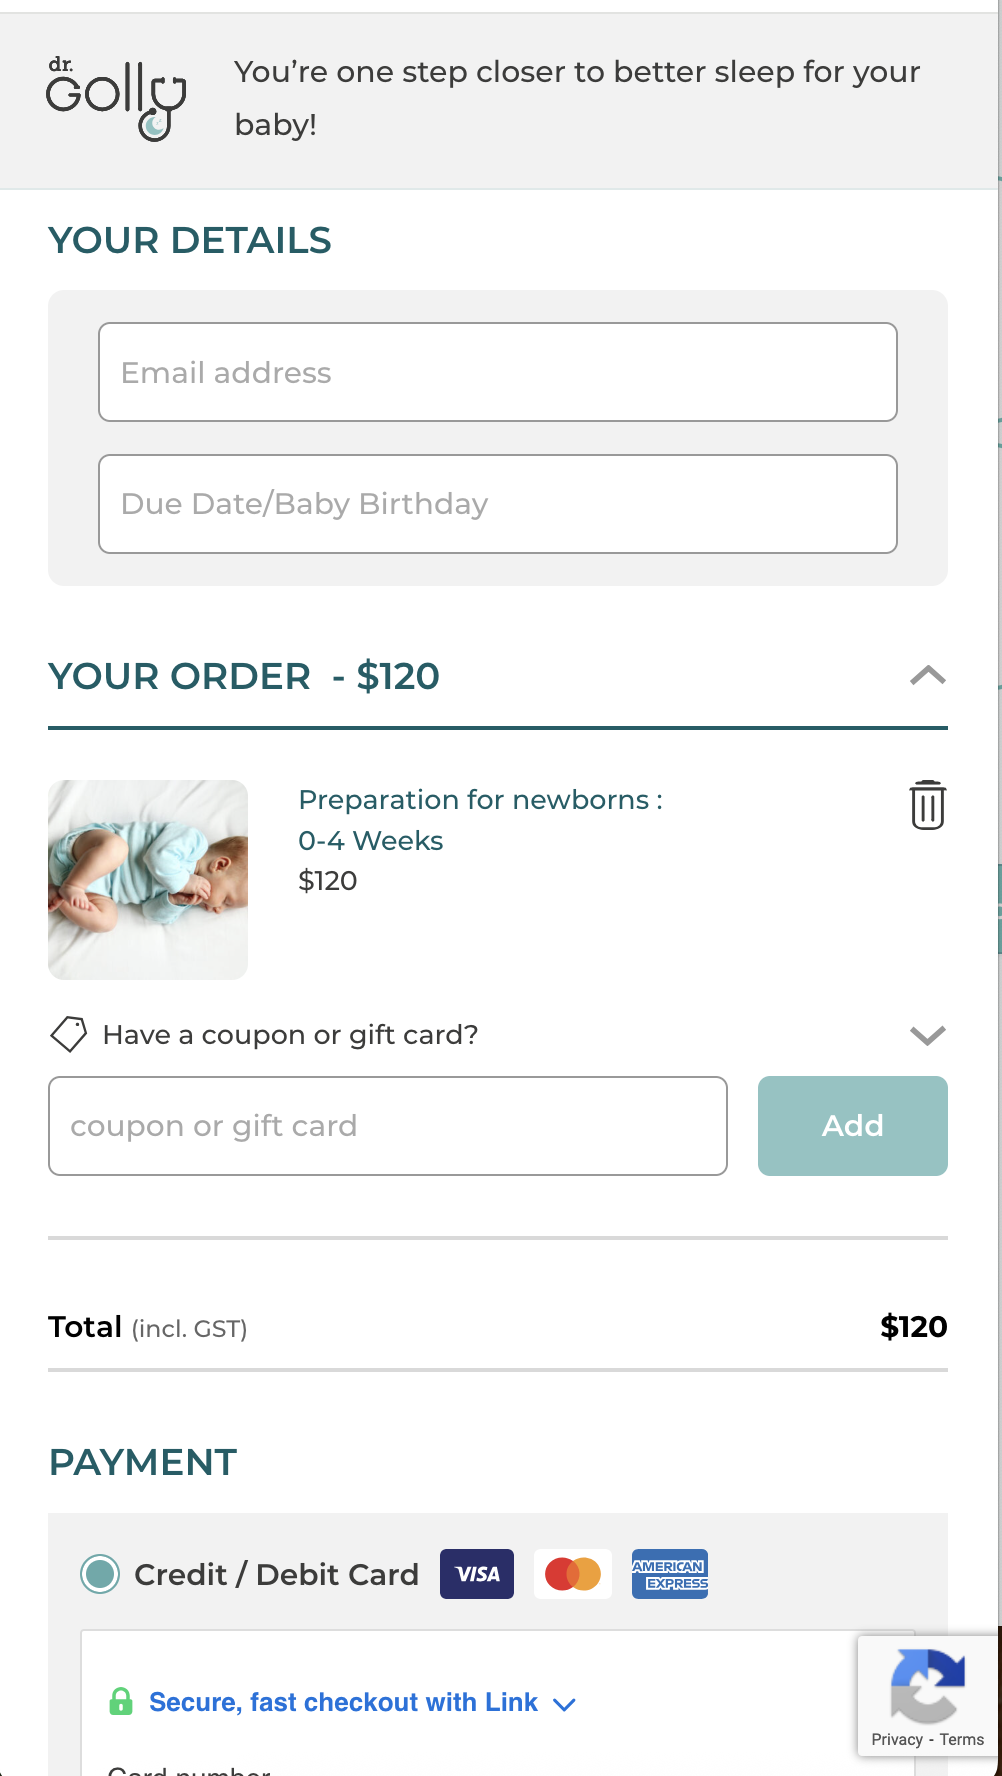 dr.
Golly
You’re one step closer to better sleep for your
baby!
YOUR DETAILS
Email address
Due Date/Baby Birthday
YOUR ORDER - $120
Preparation for newborns :
0-4 Weeks
$120
Have a coupon or gift card?
coupon or gift card
Add
Total (incl. GST)
$120
PAYMENT
Credit / Debit Card
VISA
AMERICAN
EXPRESS
Secure, fast checkout with Link
Card number
Privacy - Terms